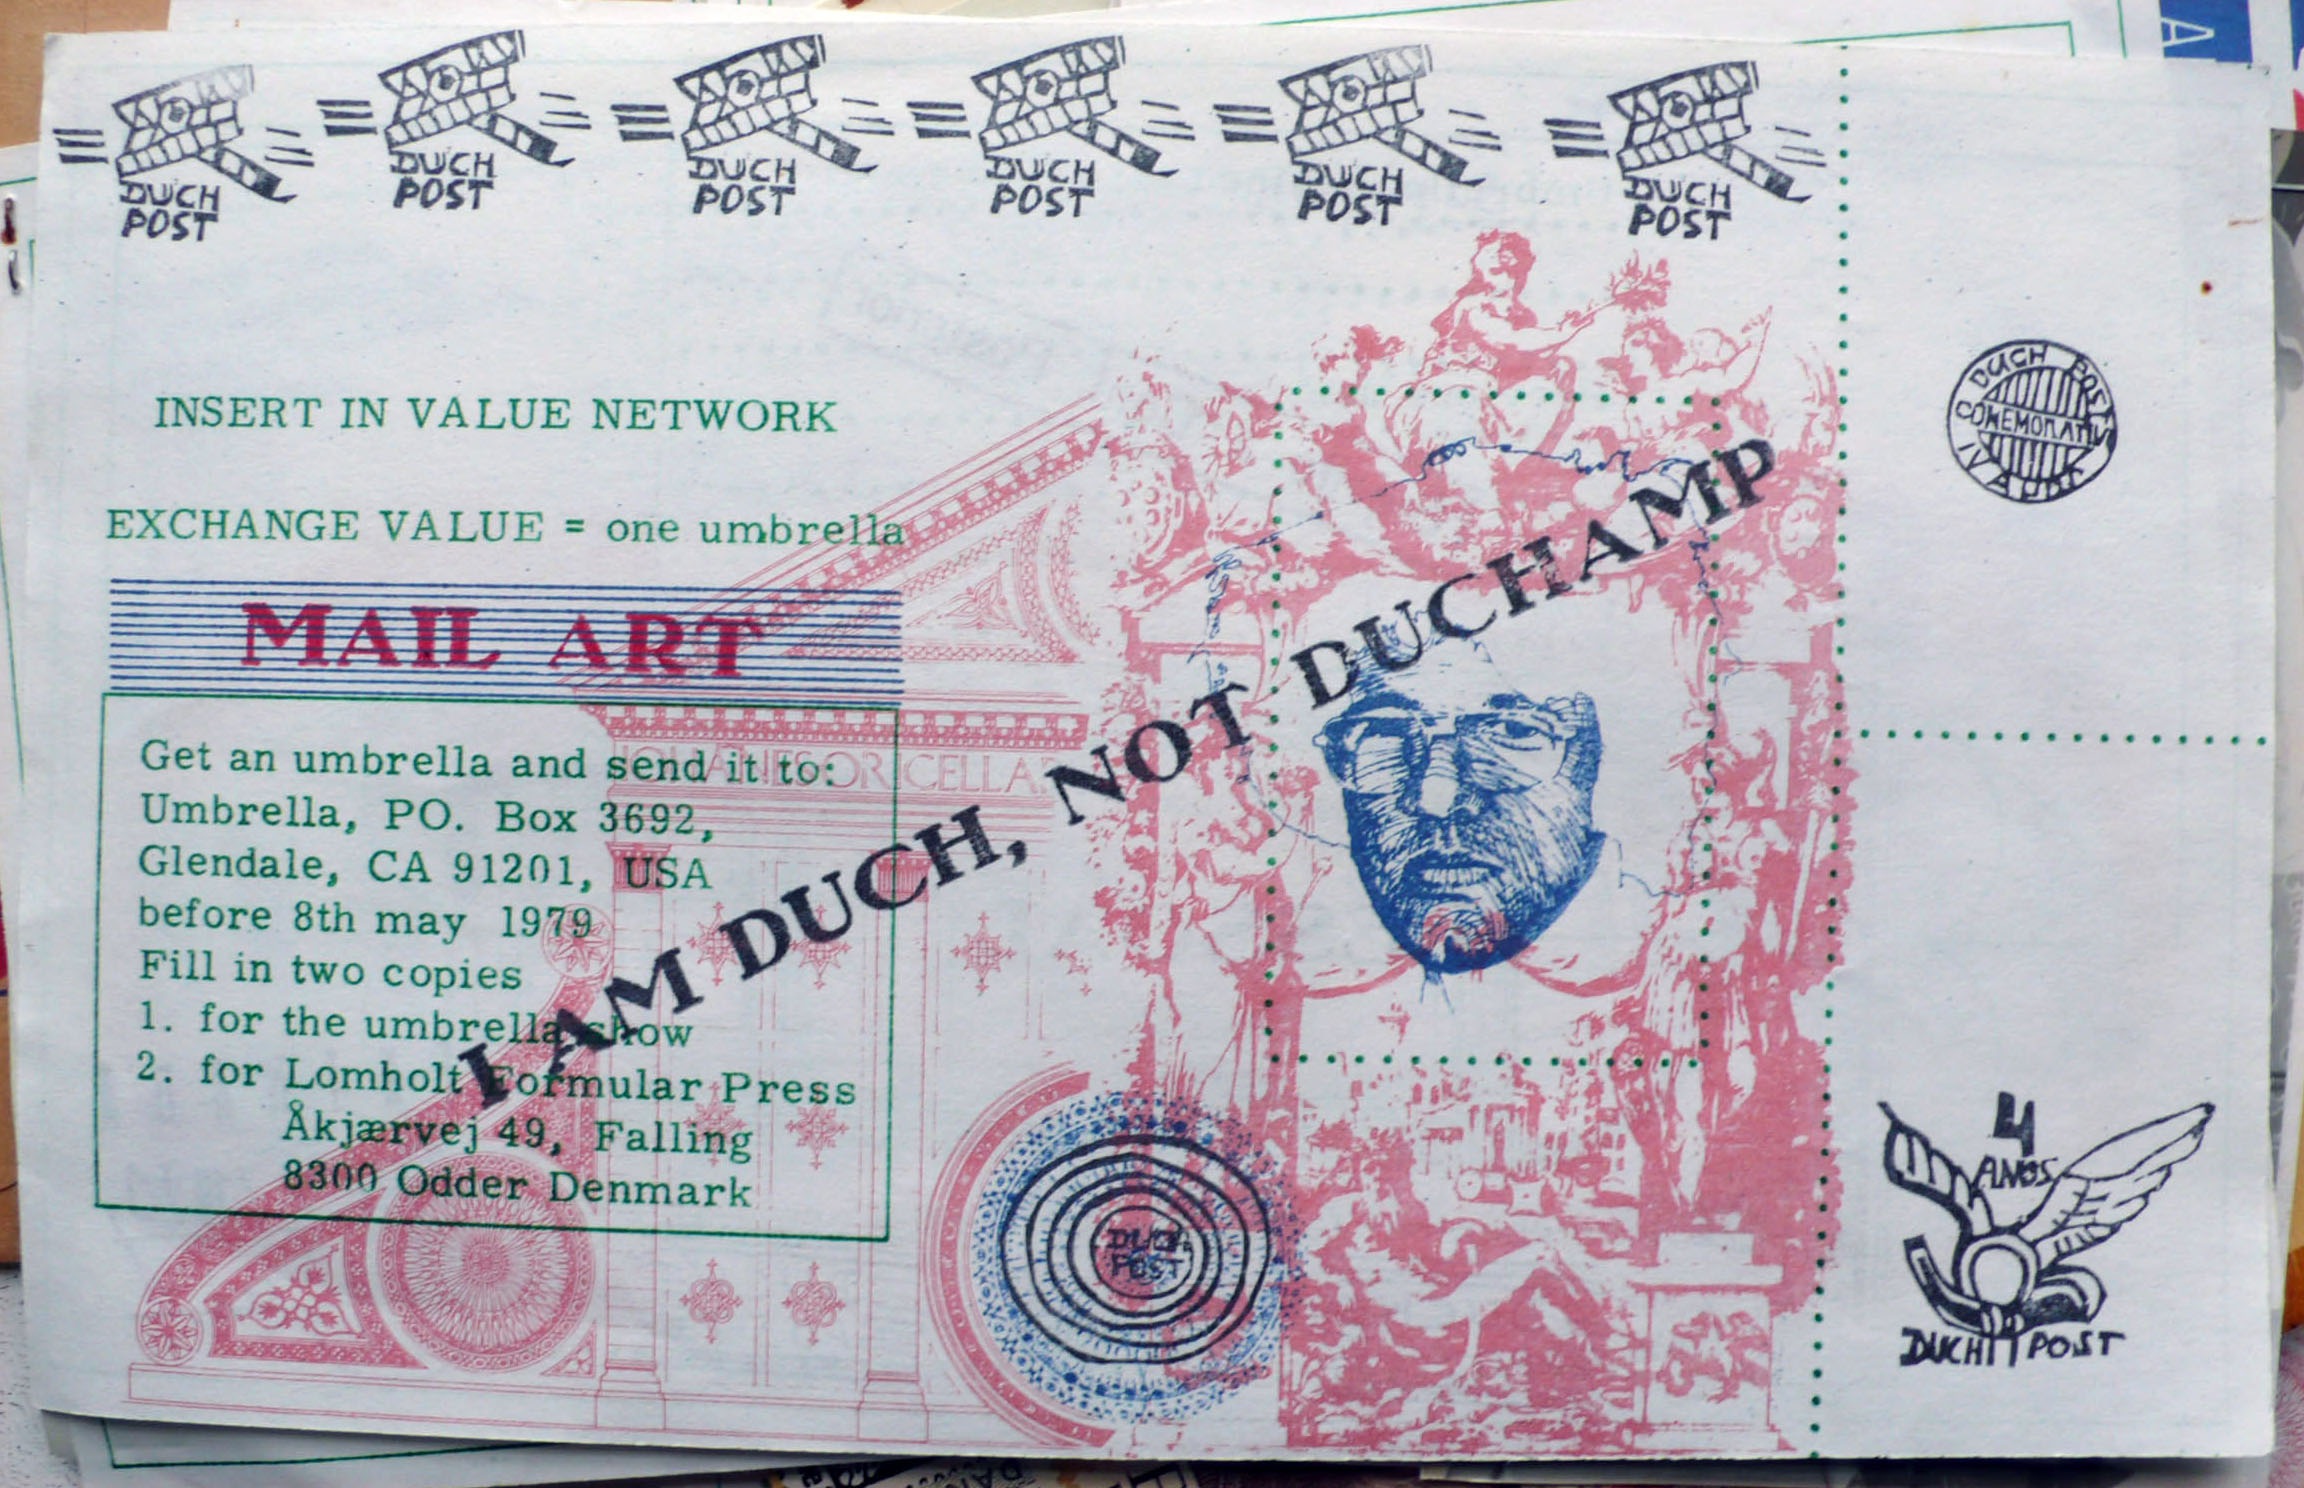 DUCH
POST
DUCH
POST
DUCH
POST
DUCH
POST
DUCH
POST
DUCH
POST
INSERT IN VALUE NETWORK
EXCHANGE VALUE = one umbrella
MAIL ART
Get an umbrella and send it to:
Umbrella, PO. Box 3692,
Glendale, CA 91201, USA
before 8th may 1979
Fill in two copies
1. for the umbrella show
2. for Lomholt Formular Press
Åkjærvej 49, Falling
8300 Odder Denmark
I AM DUCH, NOT DUCHAMP
DUCH POST
COMEMORATIV
DUCH
POST
4
ANOS
DUCH POST